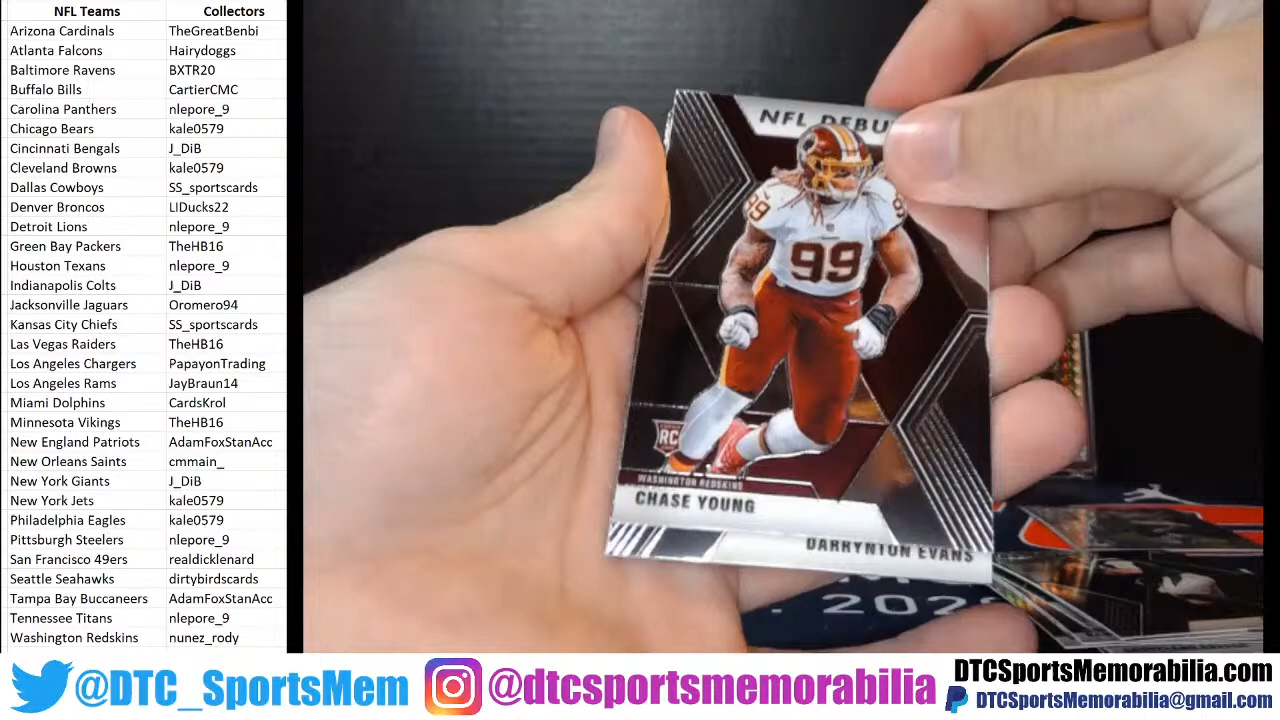 NFL Teams Collectors
Arizona Cardinals TheGreatBenbi
Atlanta Falcons Hairydoggs
Baltimore Ravens BXTR20
Buffalo Bills CartierCMC
Carolina Panthers nlepore_9
Chicago Bears kale0579
Cincinnati Bengals J_DiB
Cleveland Browns kale0579
Dallas Cowboys SS_sportscards
Denver Broncos LIDucks22
Detroit Lions nlepore_9
Green Bay Packers TheHB16
Houston Texans nlepore_9
Indianapolis Colts J_DiB
Jacksonville Jaguars Oromero94
Kansas City Chiefs SS_sportscards
Las Vegas Raiders TheHB16
Los Angeles Chargers PapayonTrading
Los Angeles Rams JayBraun14
Miami Dolphins CardsKrol
Minnesota Vikings TheHB16
New England Patriots AdamFoxStanAcc
New Orleans Saints cmmain_
New York Giants J_DiB
New York Jets kale0579
Philadelphia Eagles kale0579
Pittsburgh Steelers nlepore_9
San Francisco 49ers realdicklenard
Seattle Seahawks dirtybirdscards
Tampa Bay Buccaneers AdamFoxStanAcc
Tennessee Titans nlepore_9
Washington Redskins nunez_rody
NFL DEBU
99
99
RC
WASHINGTON REDSKINS
CHASE YOUNG
DARRYNTON EVANS
@DTC_SportsMem
@dtcsportsmemorabilia
DTCSportsMemorabilia.com
DTCSportsMemorabilia@gmail.com